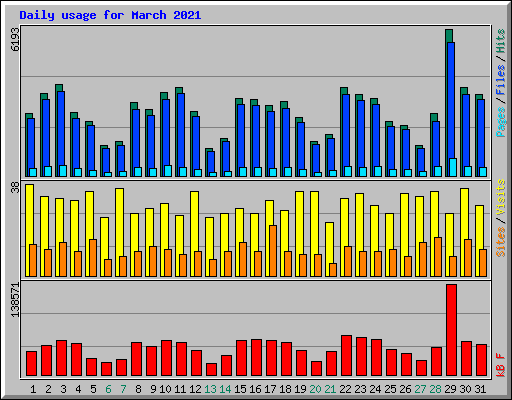 Daily usage for March 2021
6193
Pages / Files / Hits
38
Sites / Visits
138571
kB F
1 2 3 4 5 6 7 8 9 10 11 12 13 14 15 16 17 18 19 20 21 22 23 24 25 26 27 28 29 30 31